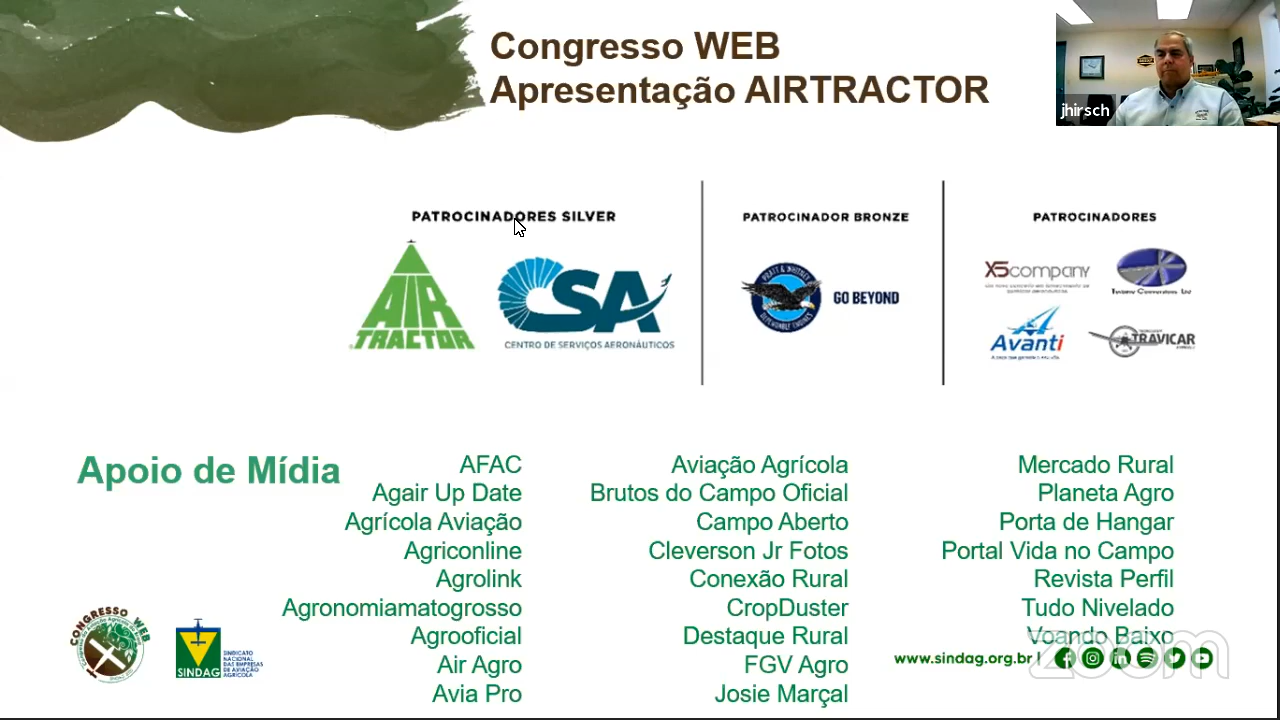 Congresso WEB
Apresentação AIRTRACTOR
jhirsch
PATROCINADORES SILVER
AIR
TRACTOR
CSA
CENTRO DE SERVIÇOS AERONÁUTICOS
PATROCINADOR BRONZE
PRATT & WHITNEY
DEPENDABLE ENGINES
GO BEYOND
PATROCINADORES
X5company
Avanti
TRAVICAR
Apoio de Mídia
AFAC
Agair Up Date
Agrícola Aviação
Agriconline
Agrolink
Agronomiamatogrosso
Agrooficial
Air Agro
Avia Pro
Aviação Agrícola
Brutos do Campo Oficial
Campo Aberto
Cleverson Jr Fotos
Conexão Rural
CropDuster
Destaque Rural
FGV Agro
Josie Marçal
Mercado Rural
Planeta Agro
Porta de Hangar
Portal Vida no Campo
Revista Perfil
Tudo Nivelado
Voando Baixo
CONGRESSO WEB
SINDAG
SINDICATO
NACIONAL
DAS EMPRESAS
DE AVIAÇÃO
AGRÍCOLA
www.sindag.org.br |
zoom